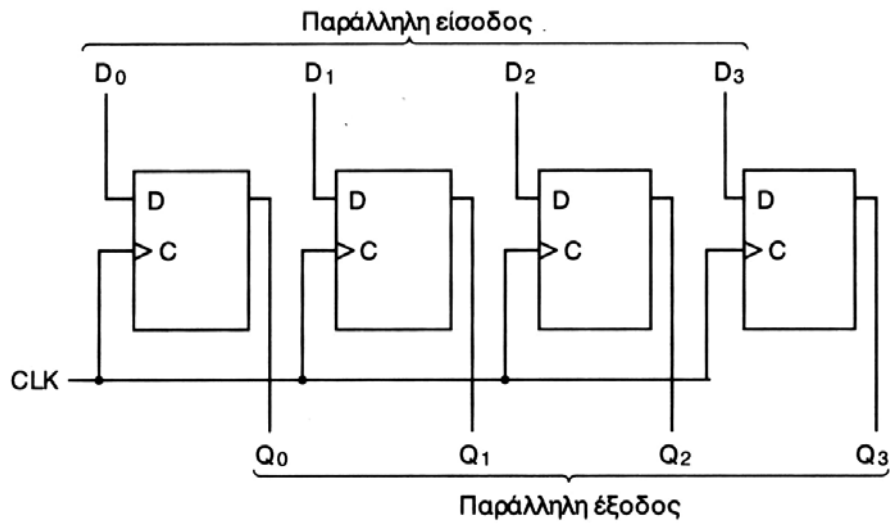 Παράλληλη είσοδος
D0 D1 D2 D3
D D D D
C C C C
CLK
Q0 Q1 Q2 Q3
Παράλληλη έξοδος